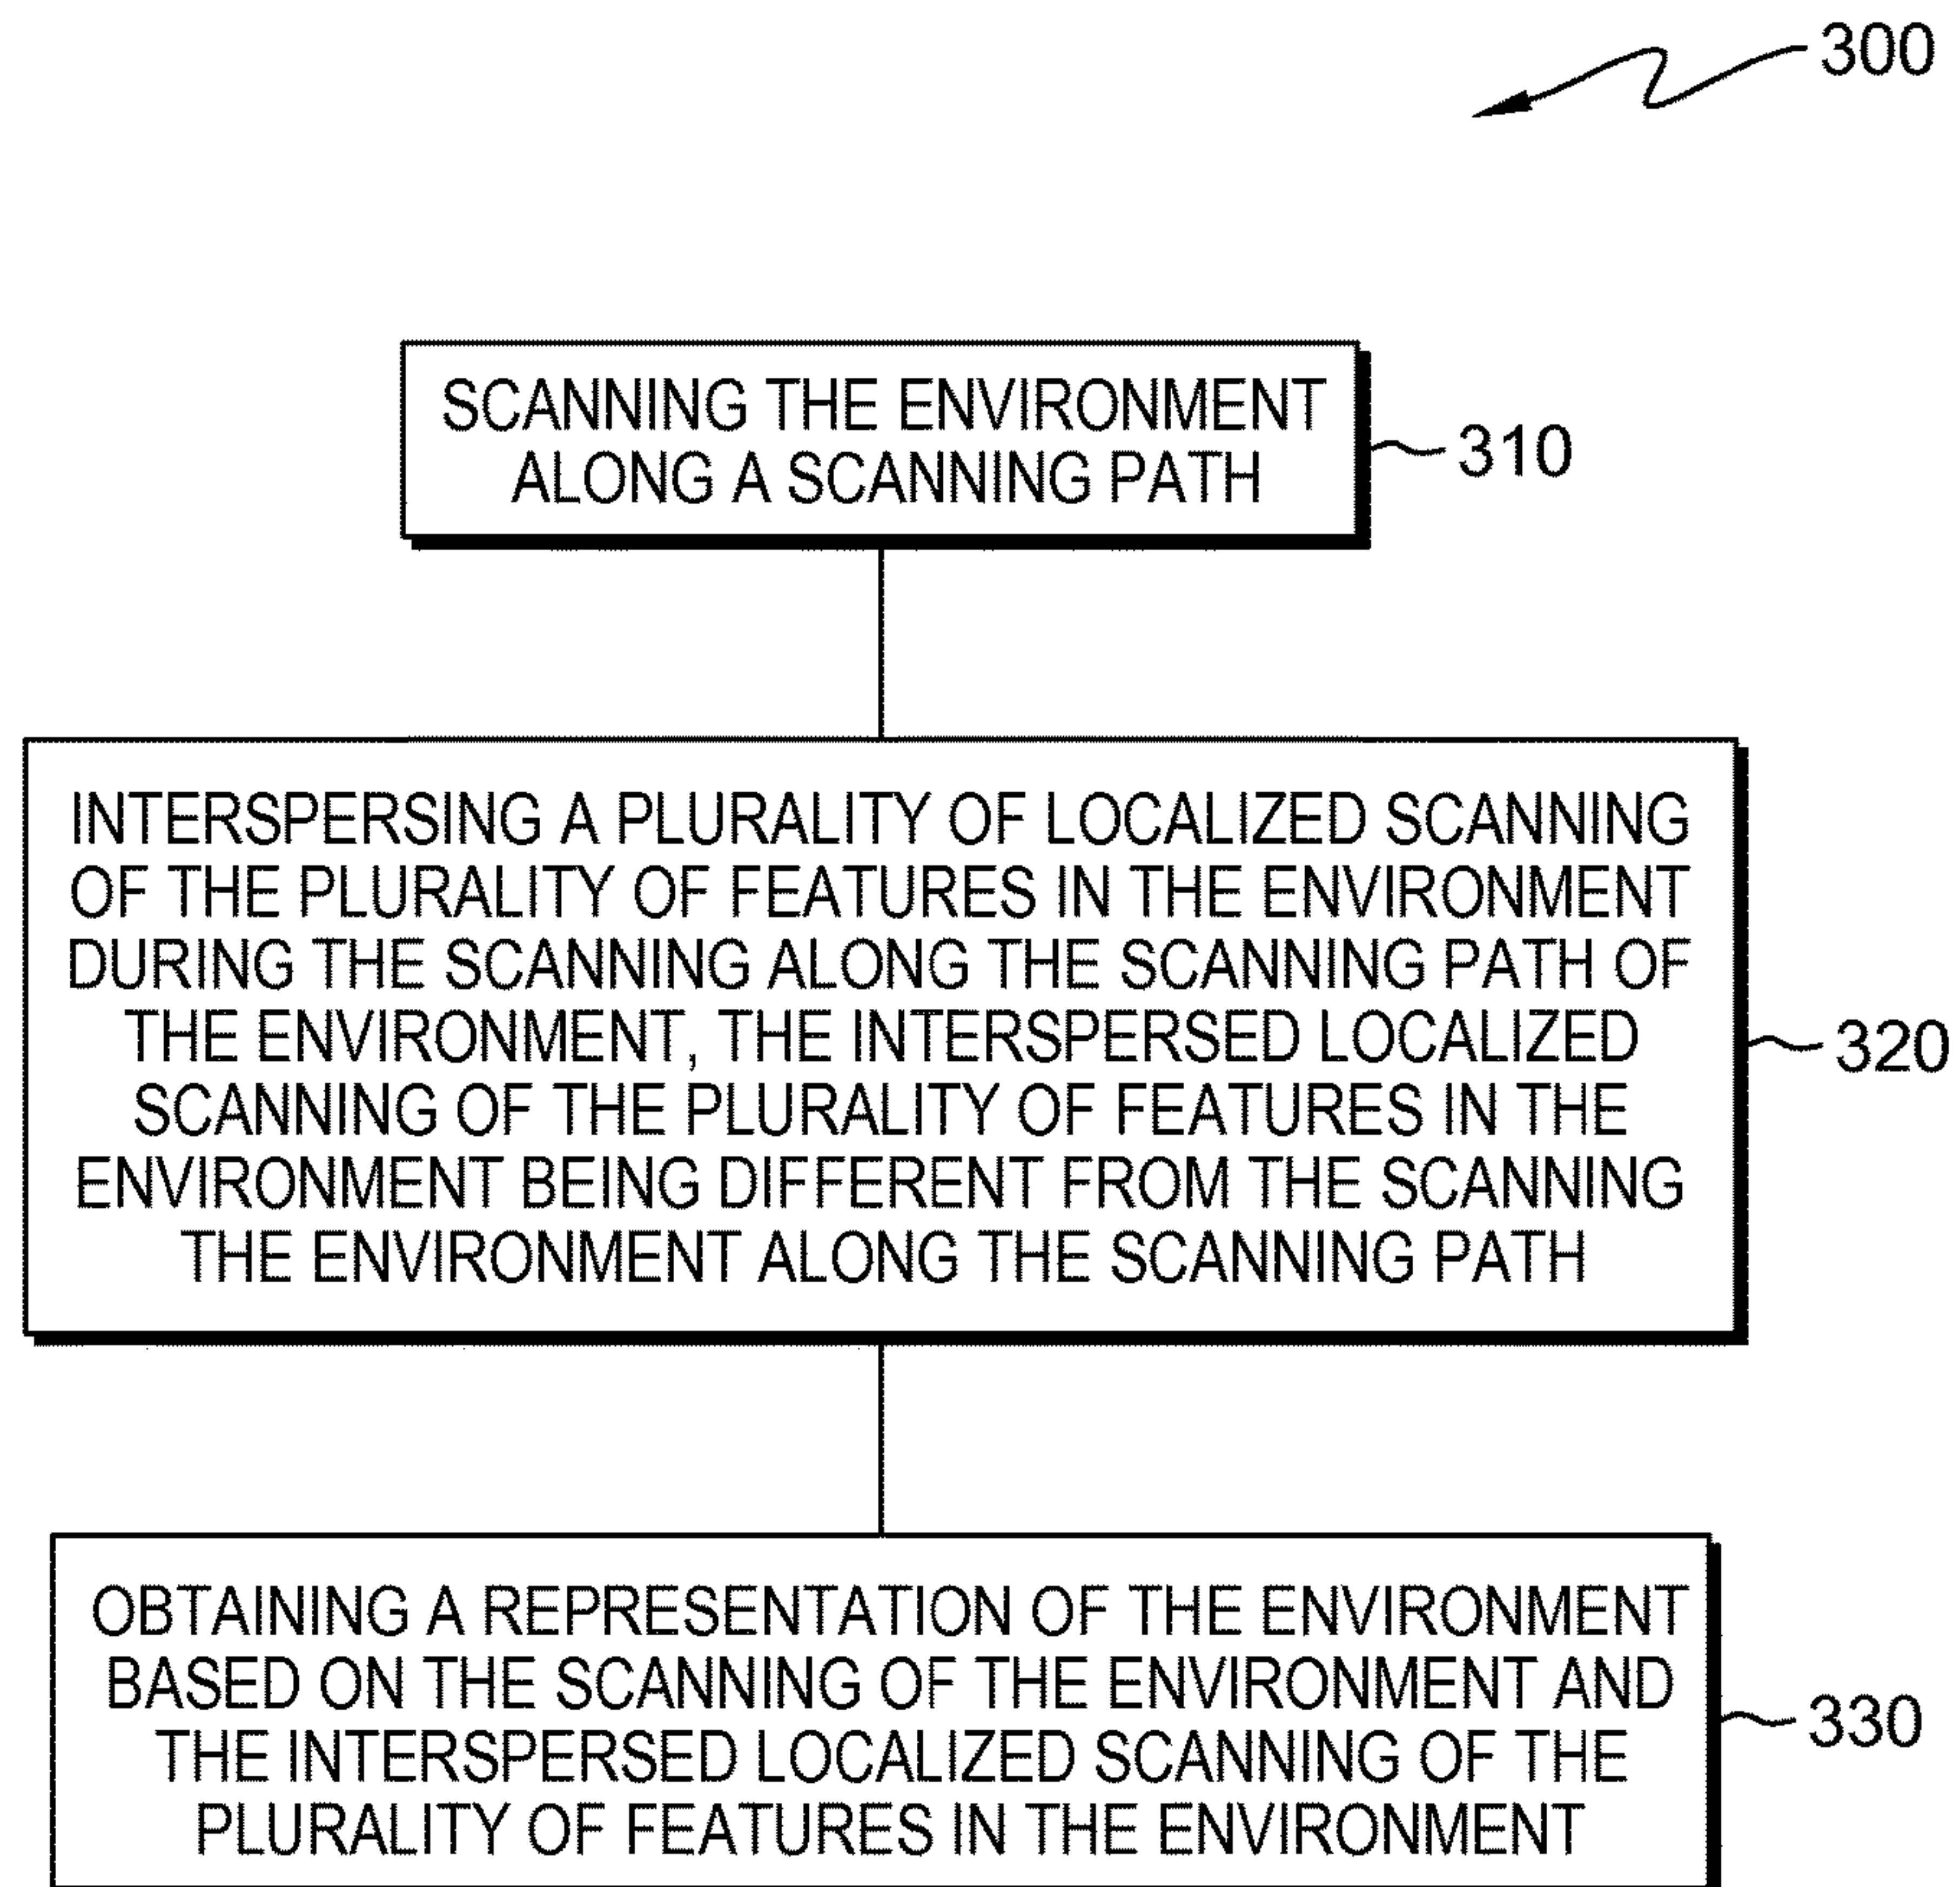 300
SCANNING THE ENVIRONMENT
ALONG A SCANNING PATH
310
INTERSPERSING A PLURALITY OF LOCALIZED SCANNING
OF THE PLURALITY OF FEATURES IN THE ENVIRONMENT
DURING THE SCANNING ALONG THE SCANNING PATH OF
THE ENVIRONMENT, THE INTERSPERSED LOCALIZED
SCANNING OF THE PLURALITY OF FEATURES IN THE
ENVIRONMENT BEING DIFFERENT FROM THE SCANNING
THE ENVIRONMENT ALONG THE SCANNING PATH
320
OBTAINING A REPRESENTATION OF THE ENVIRONMENT
BASED ON THE SCANNING OF THE ENVIRONMENT AND
THE INTERSPERSED LOCALIZED SCANNING OF THE
PLURALITY OF FEATURES IN THE ENVIRONMENT
330